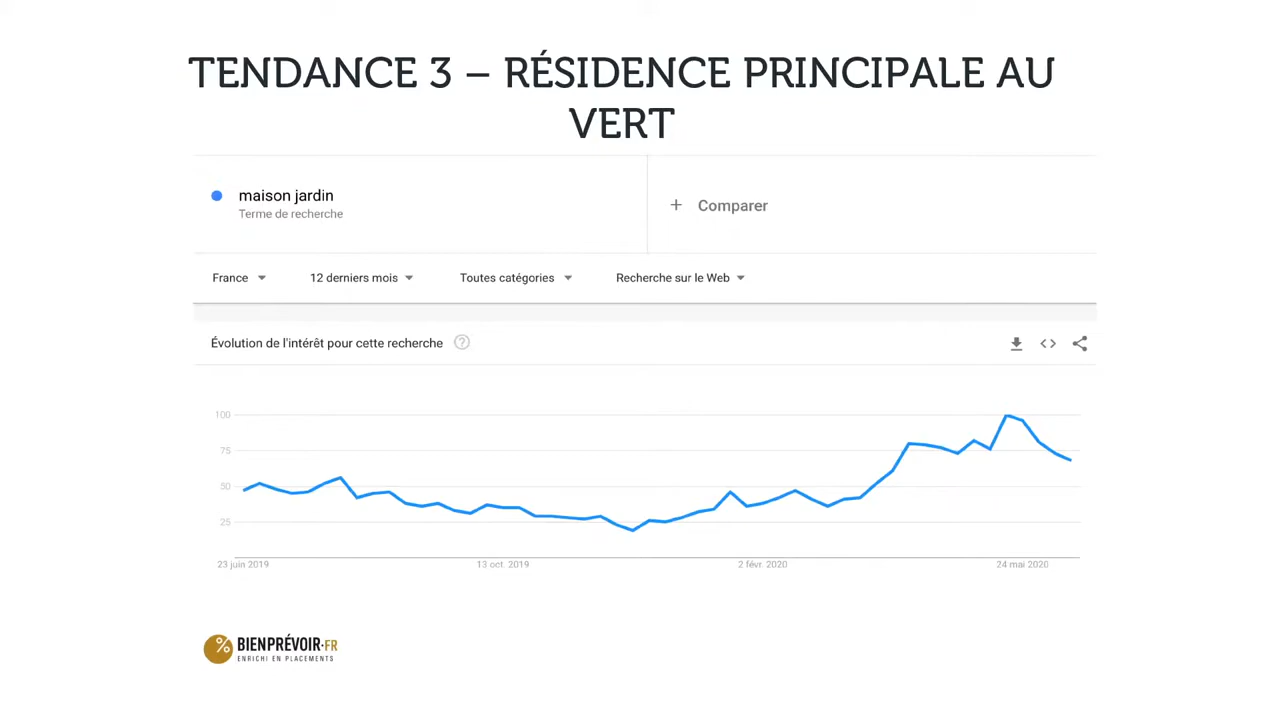 TENDANCE 3 – RÉSIDENCE PRINCIPALE AU
VERT
maison jardin
Terme de recherche
+ Comparer
France
12 derniers mois
Toutes catégories
Recherche sur le Web
Évolution de l'intérêt pour cette recherche ?
100
75
50
25
23 juin 2019
13 oct. 2019
2 févr. 2020
24 mai 2020
% BIENPRÉVOIR·FR
ENRICHI EN PLACEMENTS